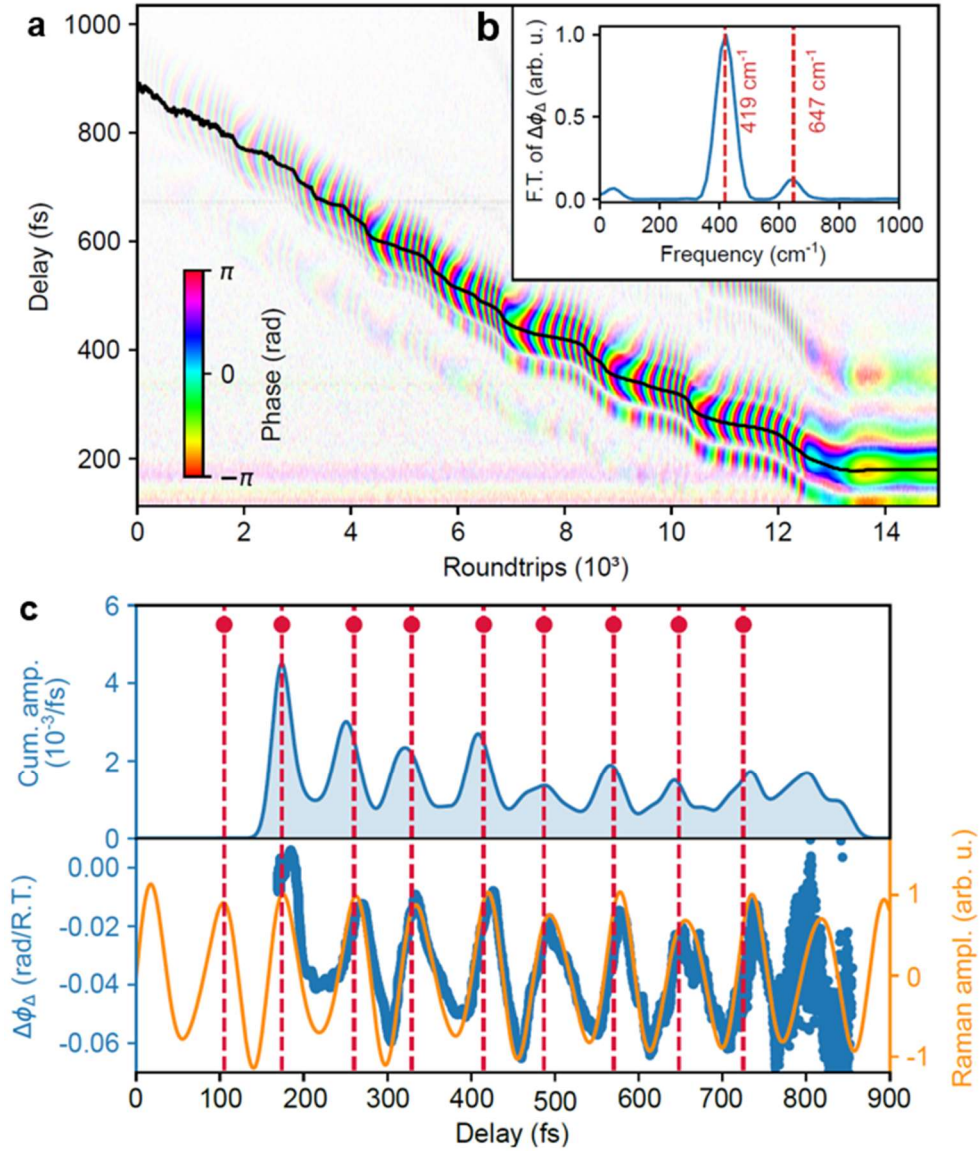 a
b
1000
800
600
400
200
Delay (fs)
0
2
4
6
8
10
12
14
Roundtrips (10³)
π
0
−π
Phase (rad)
1.0
0.5
0.0
F.T. of Δϕ_Δ (arb. u.)
419 cm⁻¹
647 cm⁻¹
0
200
400
600
800
1000
Frequency (cm⁻¹)
c
6
4
2
0
Cum. amp.
(10⁻³/fs)
0.00
-0.02
-0.04
-0.06
Δϕ_Δ (rad/R.T.)
1
0
-1
Raman ampl. (arb. u.)
0
100
200
300
400
500
600
700
800
900
Delay (fs)